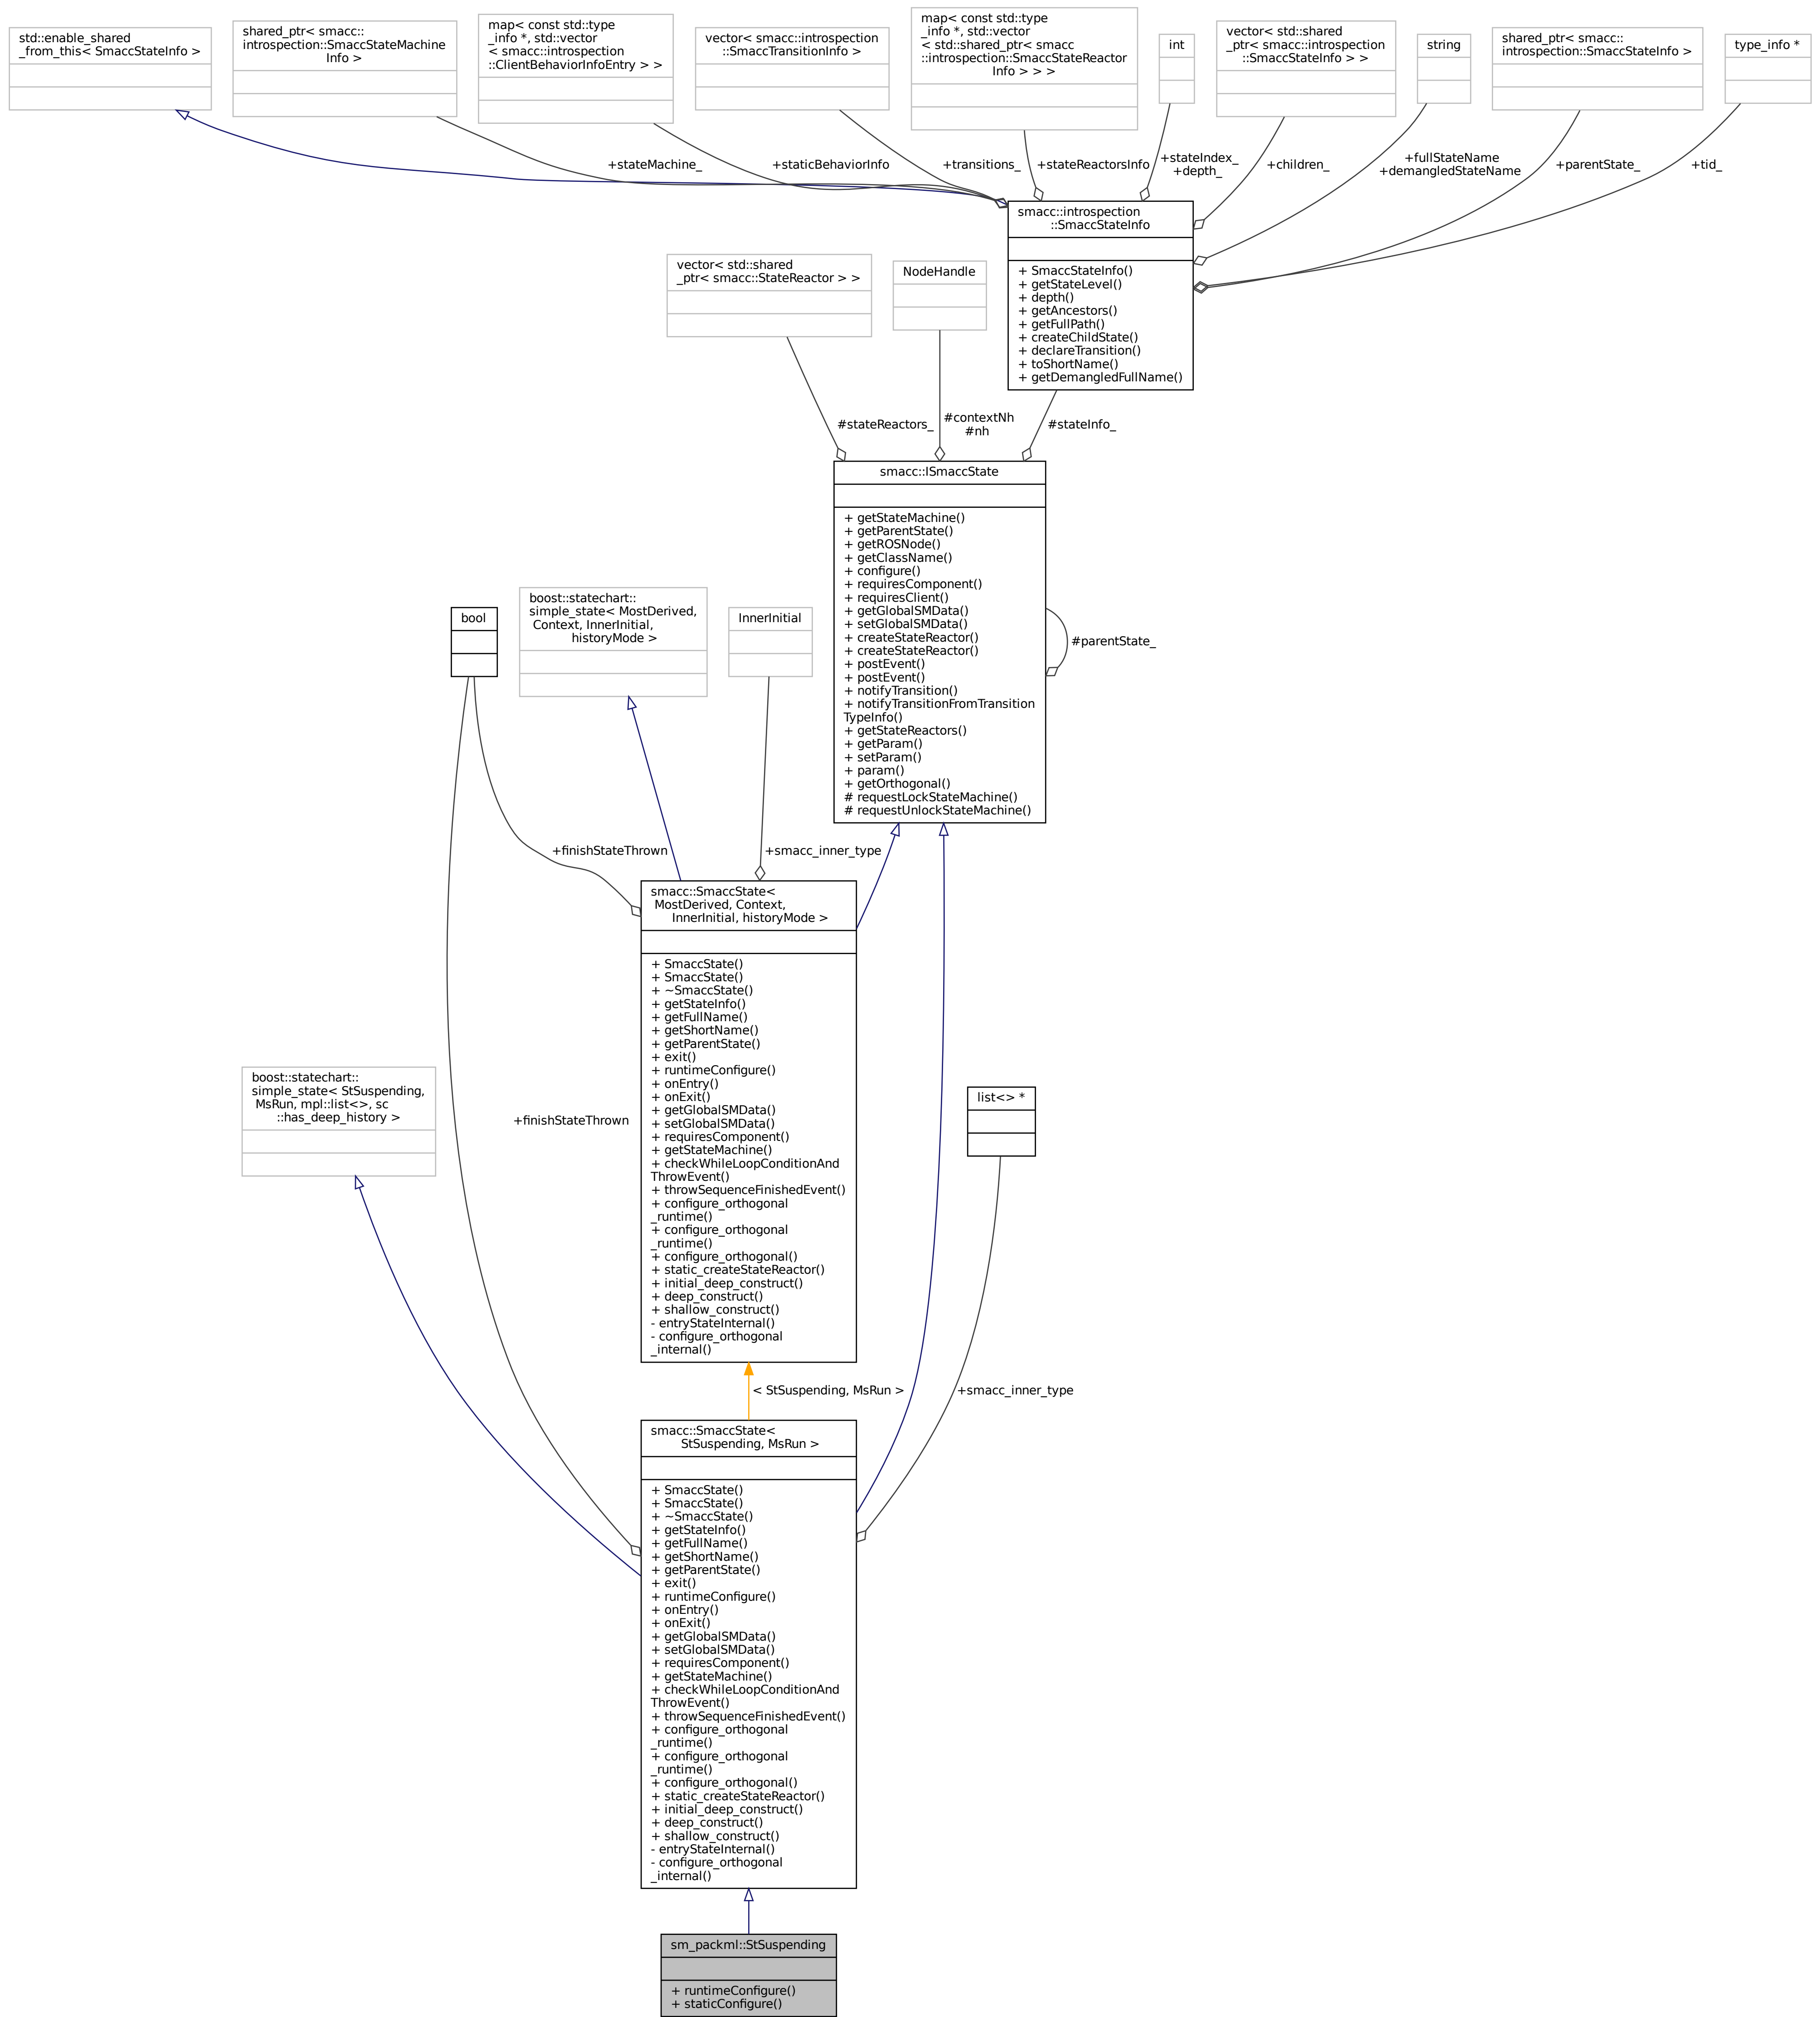 std::enable_shared
_from_this< SmaccStateInfo >
shared_ptr< smacc::
introspection::SmaccStateMachine
Info >
map< const std::type
_info *, std::vector
< smacc::introspection
::ClientBehaviorInfoEntry > >
vector< smacc::introspection
::SmaccTransitionInfo >
map< const std::type
_info *, std::vector
< std::shared_ptr< smacc
::introspection::SmaccStateReactor
Info > > >
int
vector< std::shared
_ptr< smacc::introspection
::SmaccStateInfo > >
string
shared_ptr< smacc::
introspection::SmaccStateInfo >
type_info *
+stateMachine_
+staticBehaviorInfo
+transitions_
+stateReactorsInfo
+stateIndex_
+depth_
+children_
+fullStateName
+demangledStateName
+parentState_
+tid_
smacc::introspection
::SmaccStateInfo
+ SmaccStateInfo()
+ getStateLevel()
+ depth()
+ getAncestors()
+ getFullPath()
+ createChildState()
+ declareTransition()
+ toShortName()
+ getDemangledFullName()
vector< std::shared
_ptr< smacc::StateReactor > >
NodeHandle
#stateReactors_
#contextNh
#nh
#stateInfo_
smacc::ISmaccState
+ getStateMachine()
+ getParentState()
+ getROSNode()
+ getClassName()
+ configure()
+ requiresComponent()
+ requiresClient()
+ getGlobalSMData()
+ setGlobalSMData()
+ createStateReactor()
+ createStateReactor()
+ postEvent()
+ postEvent()
+ notifyTransition()
+ notifyTransitionFromTransition
TypeInfo()
+ getStateReactors()
+ getParam()
+ setParam()
+ param()
+ getOrthogonal()
# requestLockStateMachine()
# requestUnlockStateMachine()
#parentState_
bool
boost::statechart::
simple_state< MostDerived,
Context, InnerInitial,
historyMode >
InnerInitial
+finishStateThrown
+smacc_inner_type
smacc::SmaccState<
MostDerived, Context,
InnerInitial, historyMode >
+ SmaccState()
+ SmaccState()
+ ~SmaccState()
+ getStateInfo()
+ getFullName()
+ getShortName()
+ getParentState()
+ exit()
+ runtimeConfigure()
+ onEntry()
+ onExit()
+ getGlobalSMData()
+ setGlobalSMData()
+ requiresComponent()
+ getStateMachine()
+ checkWhileLoopConditionAnd
ThrowEvent()
+ throwSequenceFinishedEvent()
+ configure_orthogonal
_runtime()
+ configure_orthogonal
_runtime()
+ configure_orthogonal()
+ static_createStateReactor()
+ initial_deep_construct()
+ deep_construct()
+ shallow_construct()
- entryStateInternal()
- configure_orthogonal
_internal()
boost::statechart::
simple_state< StSuspending,
MsRun, mpl::list<>, sc
::has_deep_history >
+finishStateThrown
list<> *
< StSuspending, MsRun >
+smacc_inner_type
smacc::SmaccState<
StSuspending, MsRun >
+ SmaccState()
+ SmaccState()
+ ~SmaccState()
+ getStateInfo()
+ getFullName()
+ getShortName()
+ getParentState()
+ exit()
+ runtimeConfigure()
+ onEntry()
+ onExit()
+ getGlobalSMData()
+ setGlobalSMData()
+ requiresComponent()
+ getStateMachine()
+ checkWhileLoopConditionAnd
ThrowEvent()
+ throwSequenceFinishedEvent()
+ configure_orthogonal
_runtime()
+ configure_orthogonal
_runtime()
+ configure_orthogonal()
+ static_createStateReactor()
+ initial_deep_construct()
+ deep_construct()
+ shallow_construct()
- entryStateInternal()
- configure_orthogonal
_internal()
sm_packml::StSuspending
+ runtimeConfigure()
+ staticConfigure()